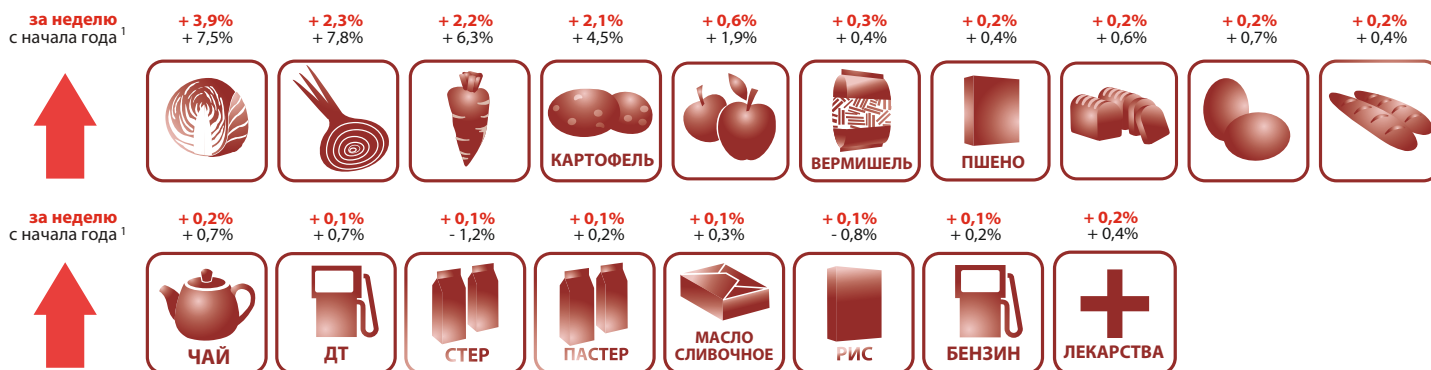 за неделю + 3,9% + 2,3% + 2,2% + 2,1% + 0,6% + 0,3% + 0,2% + 0,2% + 0,2% + 0,2%
с начала года 1 + 7,5% + 7,8% + 6,3% + 4,5% + 1,9% + 0,4% + 0,4% + 0,6% + 0,7% + 0,4%
КАРТОФЕЛЬ ВЕРМИШЕЛЬ ПШЕНО
за неделю + 0,2% + 0,1% + 0,1% + 0,1% + 0,1% + 0,1% + 0,1% + 0,2%
с начала года 1 + 0,7% + 0,7% - 1,2% + 0,2% + 0,3% - 0,8% + 0,2% + 0,4%
ЧАЙ ДТ СТЕР ПАСТЕР МАСЛО СЛИВОЧНОЕ РИС БЕНЗИН ЛЕКАРСТВА